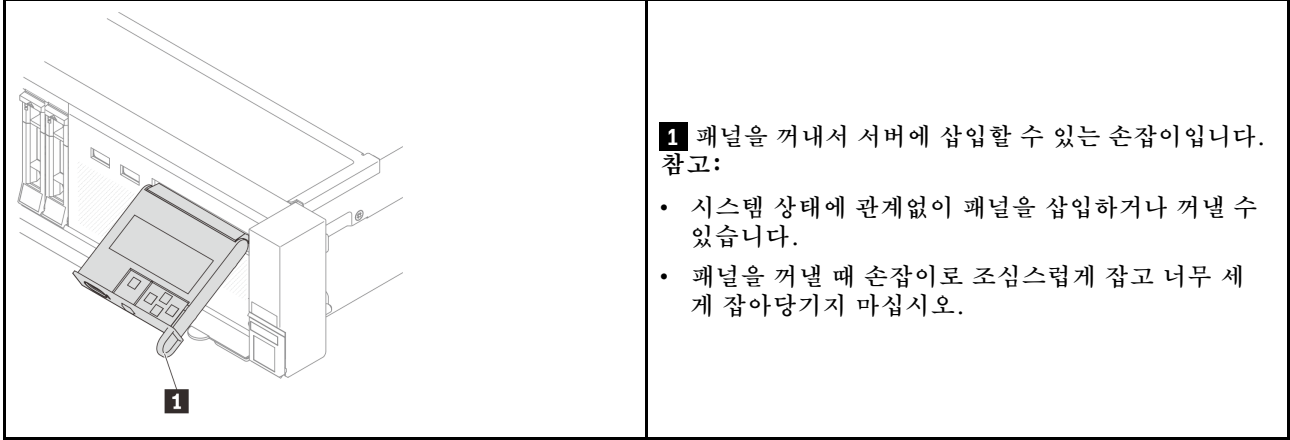 1
1 패널을 꺼내서 서버에 삽입할 수 있는 손잡이입니다.
참고:
• 시스템 상태에 관계없이 패널을 삽입하거나 꺼낼 수
있습니다.
• 패널을 꺼낼 때 손잡이로 조심스럽게 잡고 너무 세
게 잡아당기지 마십시오.